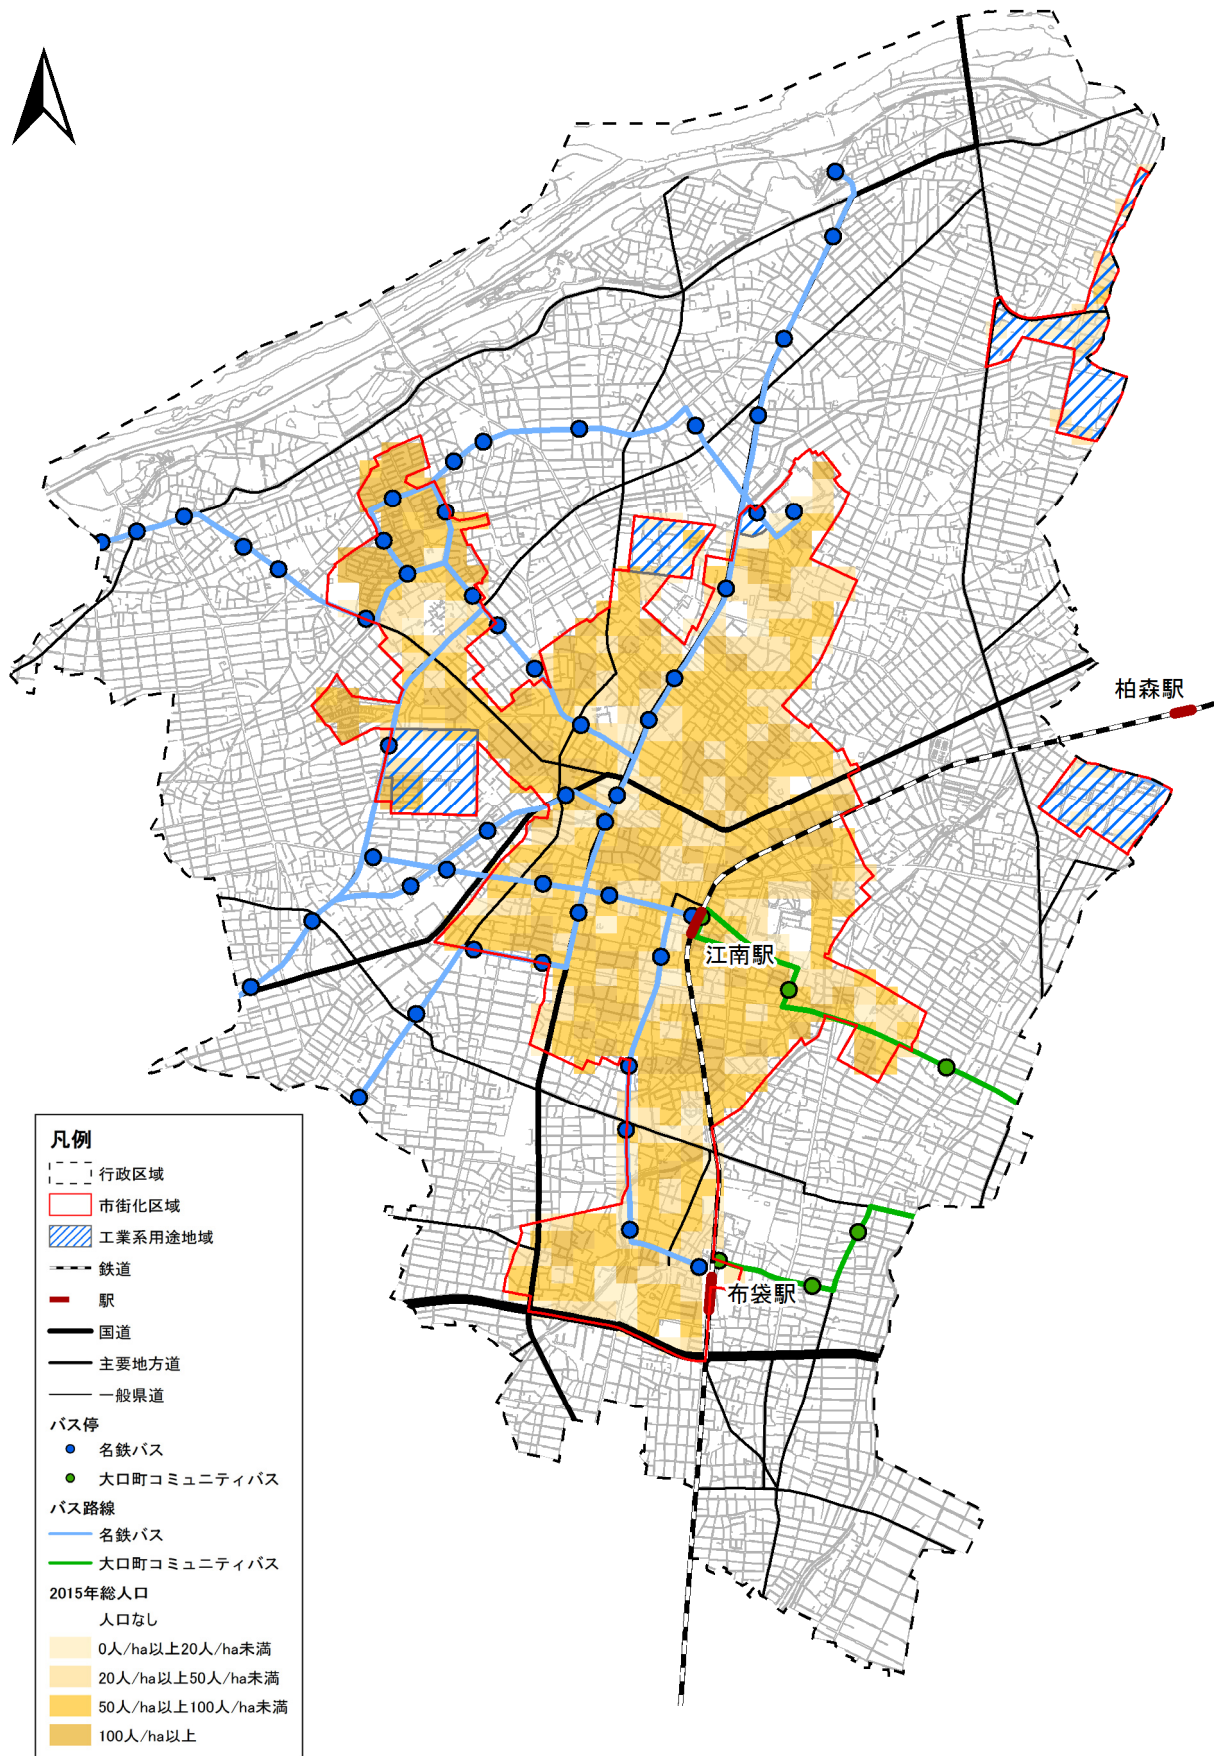 柏森駅
江南駅
布袋駅
凡例
行政区域
市街化区域
工業系用途地域
鉄道
駅
国道
主要地方道
一般県道
バス停
名鉄バス
大口町コミュニティバス
バス路線
名鉄バス
大口町コミュニティバス
2015年総人口
人口なし
0人/ha以上20人/ha未満
20人/ha以上50人/ha未満
50人/ha以上100人/ha未満
100人/ha以上